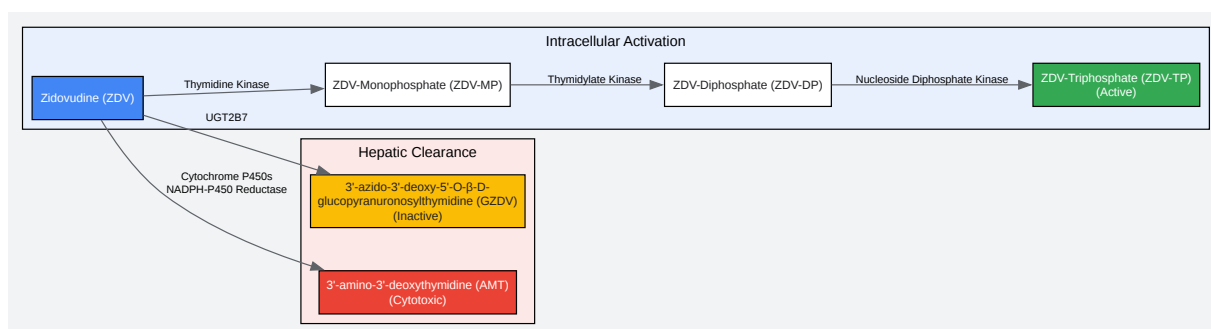 Intracellular Activation
Zidovudine (ZDV)
Thymidine Kinase
ZDV-Monophosphate (ZDV-MP)
Thymidylate Kinase
ZDV-Diphosphate (ZDV-DP)
Nucleoside Diphosphate Kinase
ZDV-Triphosphate (ZDV-TP)
(Active)
UGT2B7
Hepatic Clearance
Cytochrome P450s
NADPH-P450 Reductase
3'-azido-3'-deoxy-5'-O-β-D-
glucopyranuronosylthymidine (GZDV)
(Inactive)
3'-amino-3'-deoxythymidine (AMT)
(Cytotoxic)